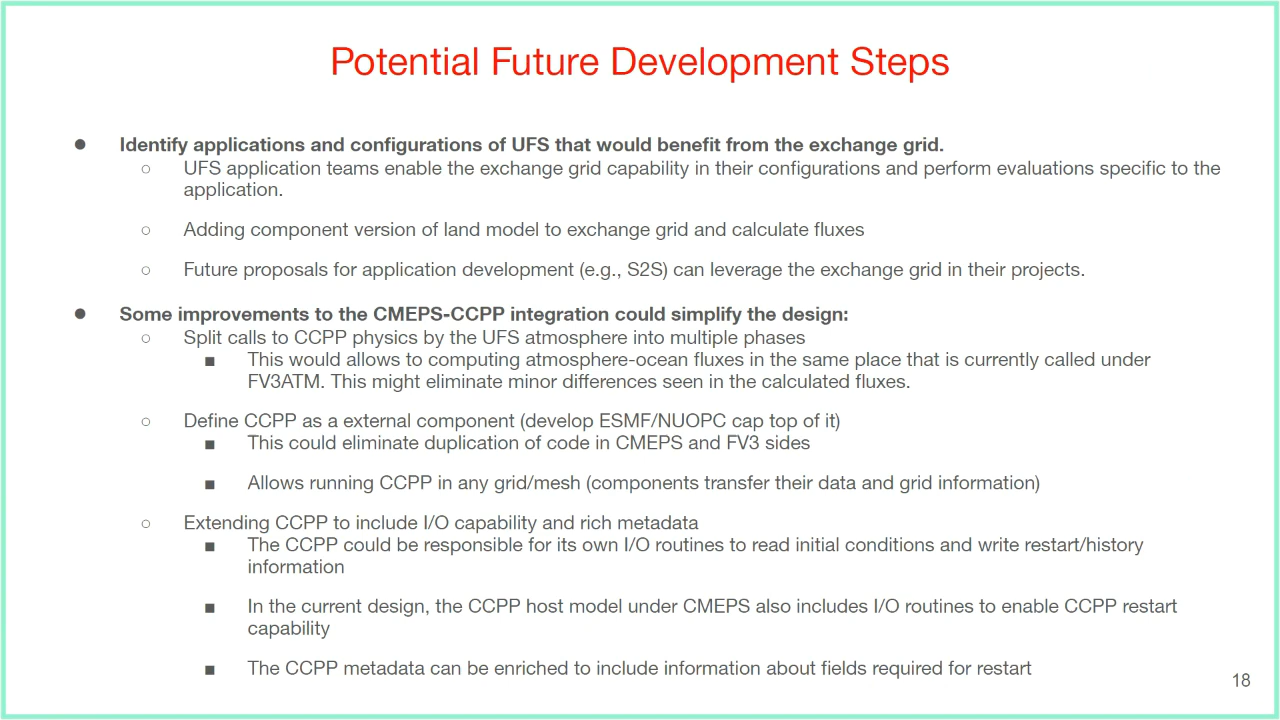 Potential Future Development Steps
● Identify applications and configurations of UFS that would benefit from the exchange grid.
○ UFS application teams enable the exchange grid capability in their configurations and perform evaluations specific to the
application.
○ Adding component version of land model to exchange grid and calculate fluxes
○ Future proposals for application development (e.g., S2S) can leverage the exchange grid in their projects.
● Some improvements to the CMEPS-CCPP integration could simplify the design:
○ Split calls to CCPP physics by the UFS atmosphere into multiple phases
■ This would allows to computing atmosphere-ocean fluxes in the same place that is currently called under
FV3ATM. This might eliminate minor differences seen in the calculated fluxes.
○ Define CCPP as a external component (develop ESMF/NUOPC cap top of it)
■ This could eliminate duplication of code in CMEPS and FV3 sides
■ Allows running CCPP in any grid/mesh (components transfer their data and grid information)
○ Extending CCPP to include I/O capability and rich metadata
■ The CCPP could be responsible for its own I/O routines to read initial conditions and write restart/history
information
■ In the current design, the CCPP host model under CMEPS also includes I/O routines to enable CCPP restart
capability
■ The CCPP metadata can be enriched to include information about fields required for restart
18